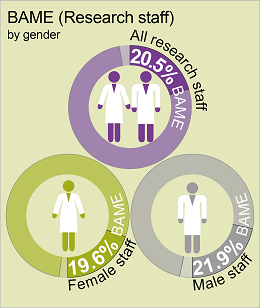 BAME (Research staff)
by gender
All research staff
20.5% BAME
19.6% BAME
Female staff
21.9% BAME
Male staff